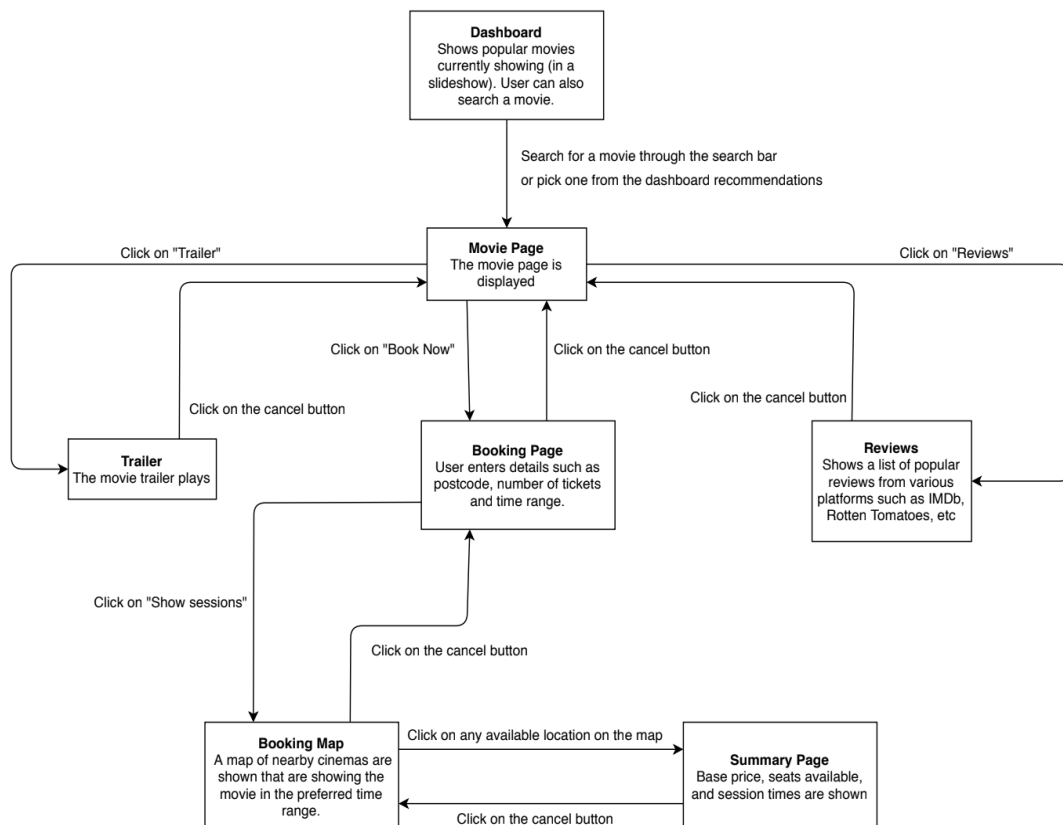 Dashboard
Shows popular movies
currently showing (in a
slideshow). User can also
search a movie.
Search for a movie through the search bar
or pick one from the dashboard recommendations
Click on "Trailer"
Movie Page
The movie page is
displayed
Click on "Reviews"
Click on "Book Now"
Click on the cancel button
Click on the cancel button
Click on the cancel button
Trailer
The movie trailer plays
Booking Page
User enters details such as
postcode, number of tickets
and time range.
Reviews
Shows a list of popular
reviews from various
platforms such as IMDb,
Rotten Tomatoes, etc
Click on "Show sessions"
Click on the cancel button
Booking Map
A map of nearby cinemas are
shown that are showing the
movie in the preferred time
range.
Click on any available location on the map
Summary Page
Base price, seats available,
and session times are shown
Click on the cancel button